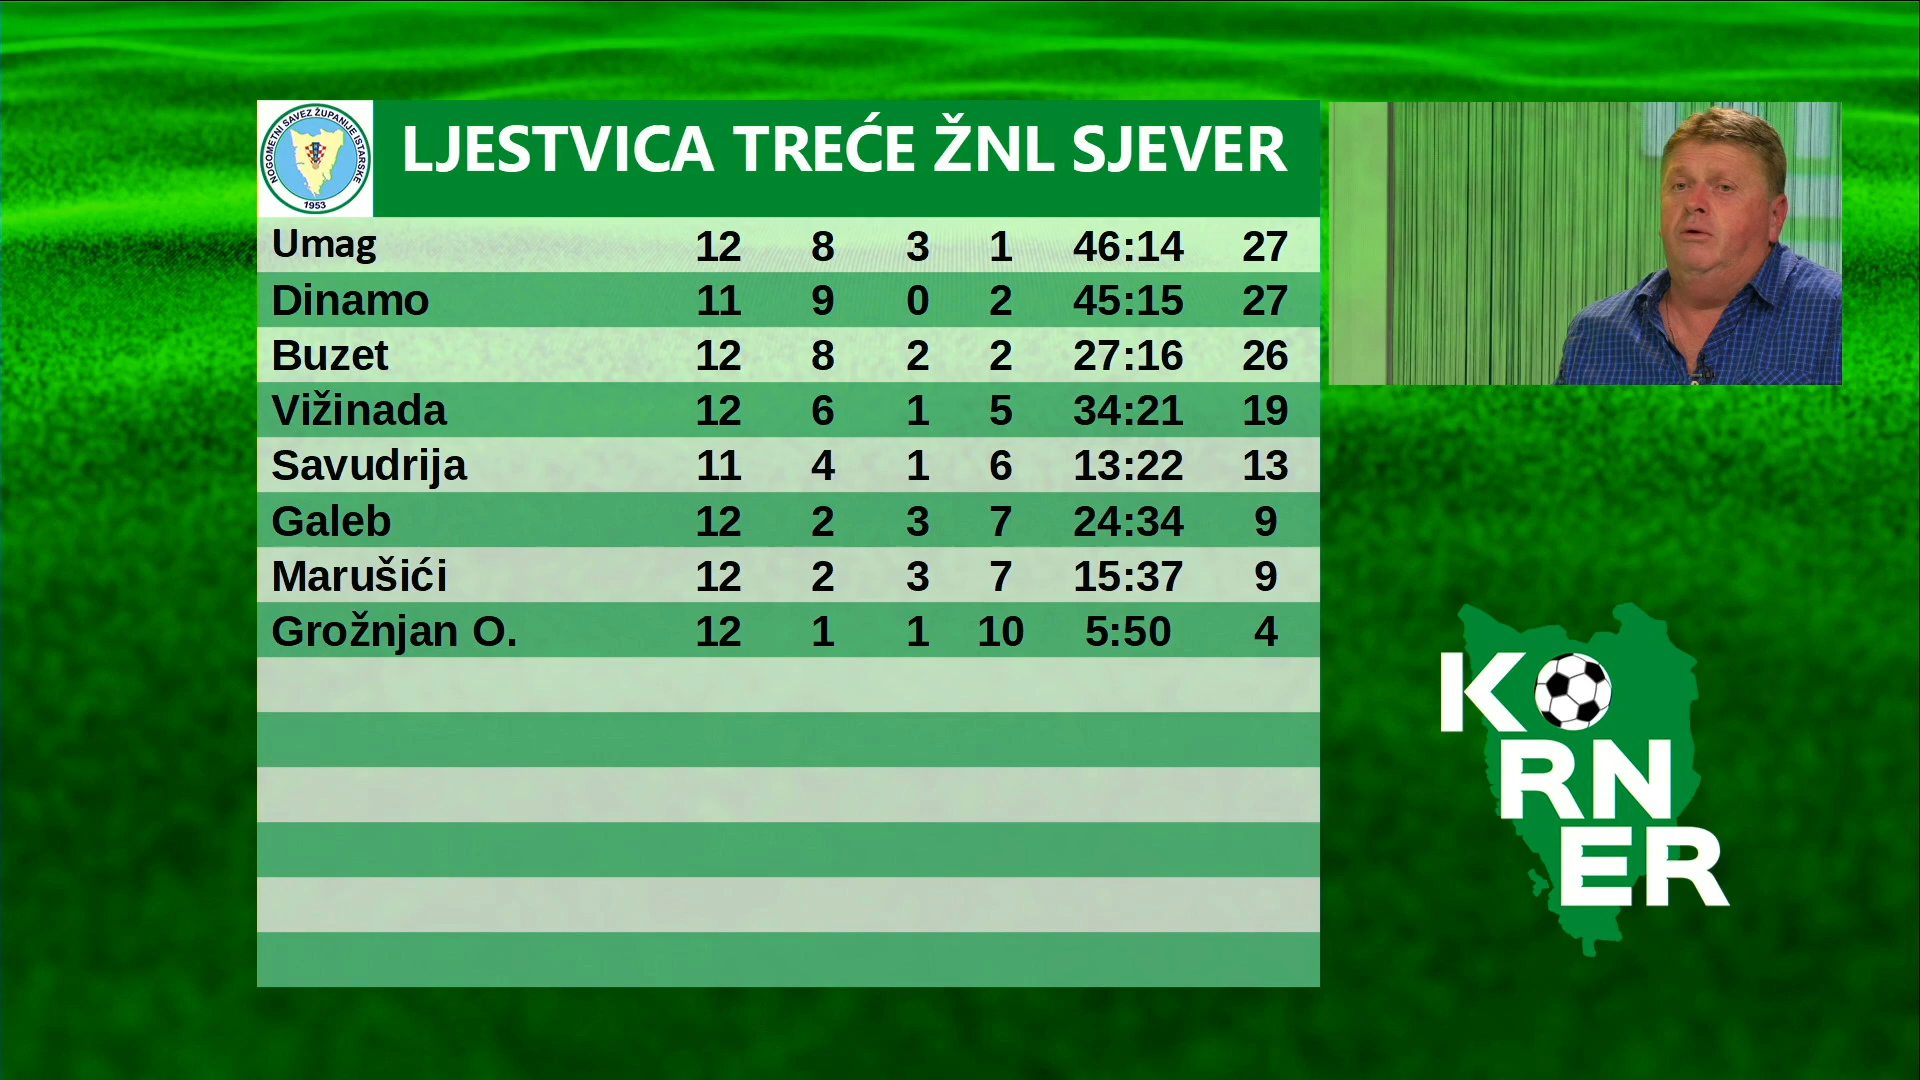 NOGOMETNI SAVEZ ŽUPANIJE ISTARSKE
1953
LJESTVICA TREĆE ŽNL SJEVER
Umag 12 8 3 1 46:14 27
Dinamo 11 9 0 2 45:15 27
Buzet 12 8 2 2 27:16 26
Vižinada 12 6 1 5 34:21 19
Savudrija 11 4 1 6 13:22 13
Galeb 12 2 3 7 24:34 9
Marušići 12 2 3 7 15:37 9
Grožnjan O. 12 1 1 10 5:50 4
KORNER